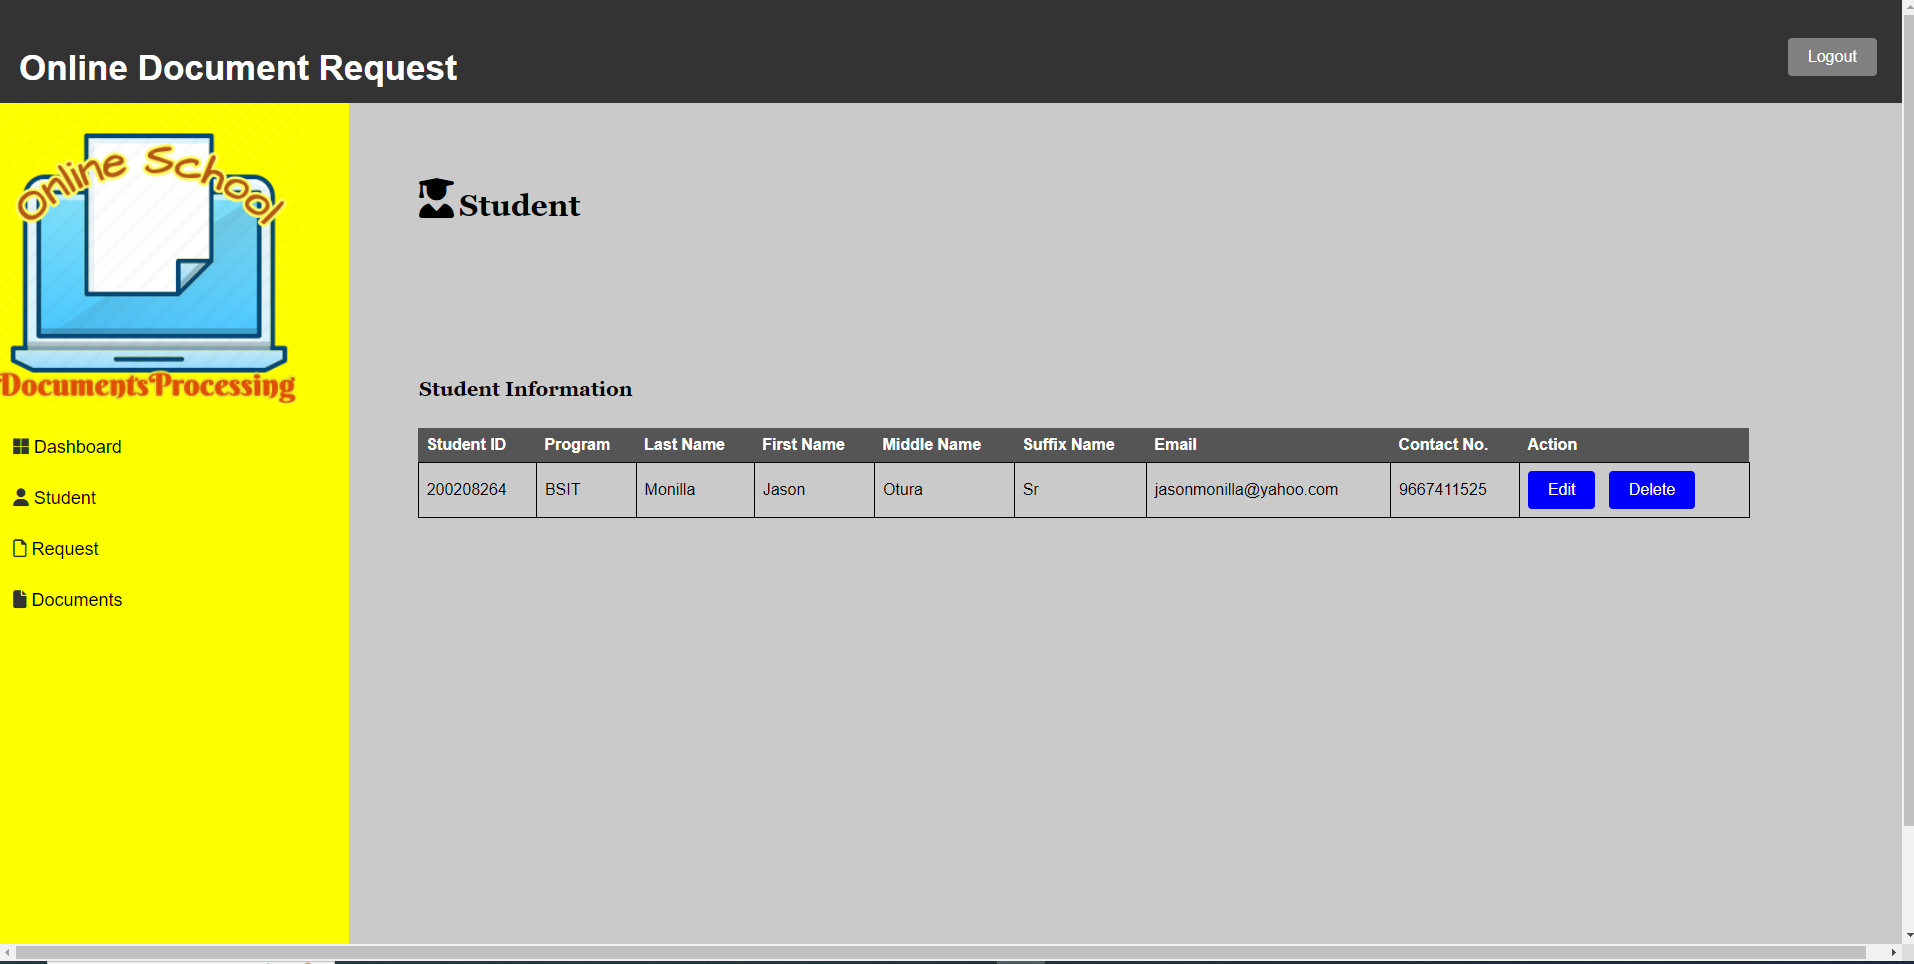 Online Document Request
Logout
Online School
DocumentsProcessing
Dashboard
Student
Request
Documents
Student
Student Information
Student ID Program Last Name First Name Middle Name Suffix Name Email Contact No. Action
200208264 BSIT Monilla Jason Otura Sr jasonmonilla@yahoo.com 9667411525 Edit Delete